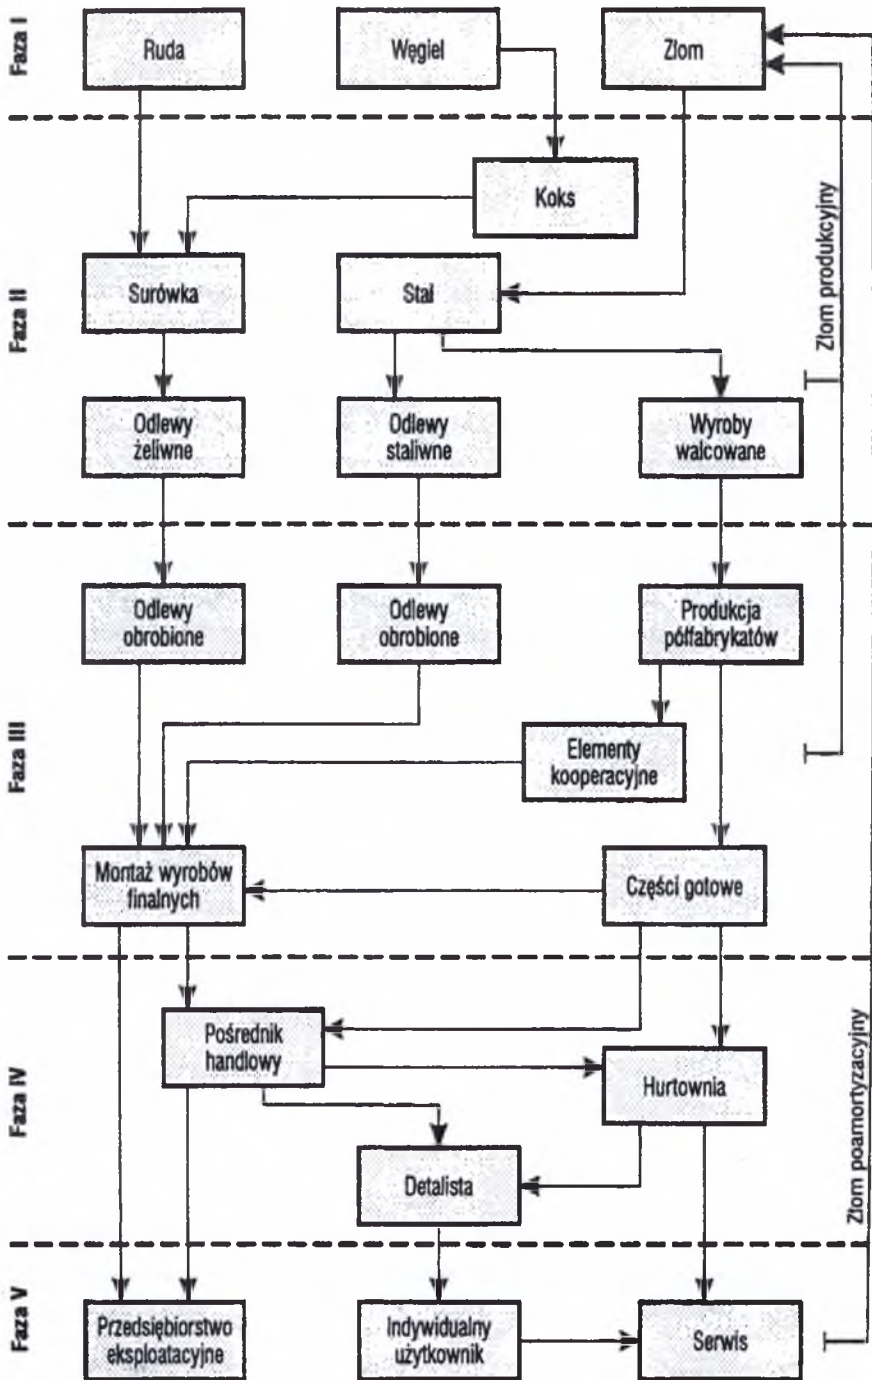 Faza I
Ruda
Węgiel
Złom
Faza II
Koks
Złom produkcyjny
Surówka
Stal
Odlewy
żeliwne
Odlewy
staliwne
Wyroby
walcowane
Faza III
Odlewy
obrobione
Odlewy
obrobione
Produkcja
półfabrykatów
Elementy
kooperacyjne
Montaż wyrobów
finalnych
Części gotowe
Faza IV
Pośrednik
handlowy
Hurtownia
Detalista
Złom poamortyzacyjny
Faza V
Przedsiębiorstwo
eksploatacyjne
Indywidualny
użytkownik
Serwis